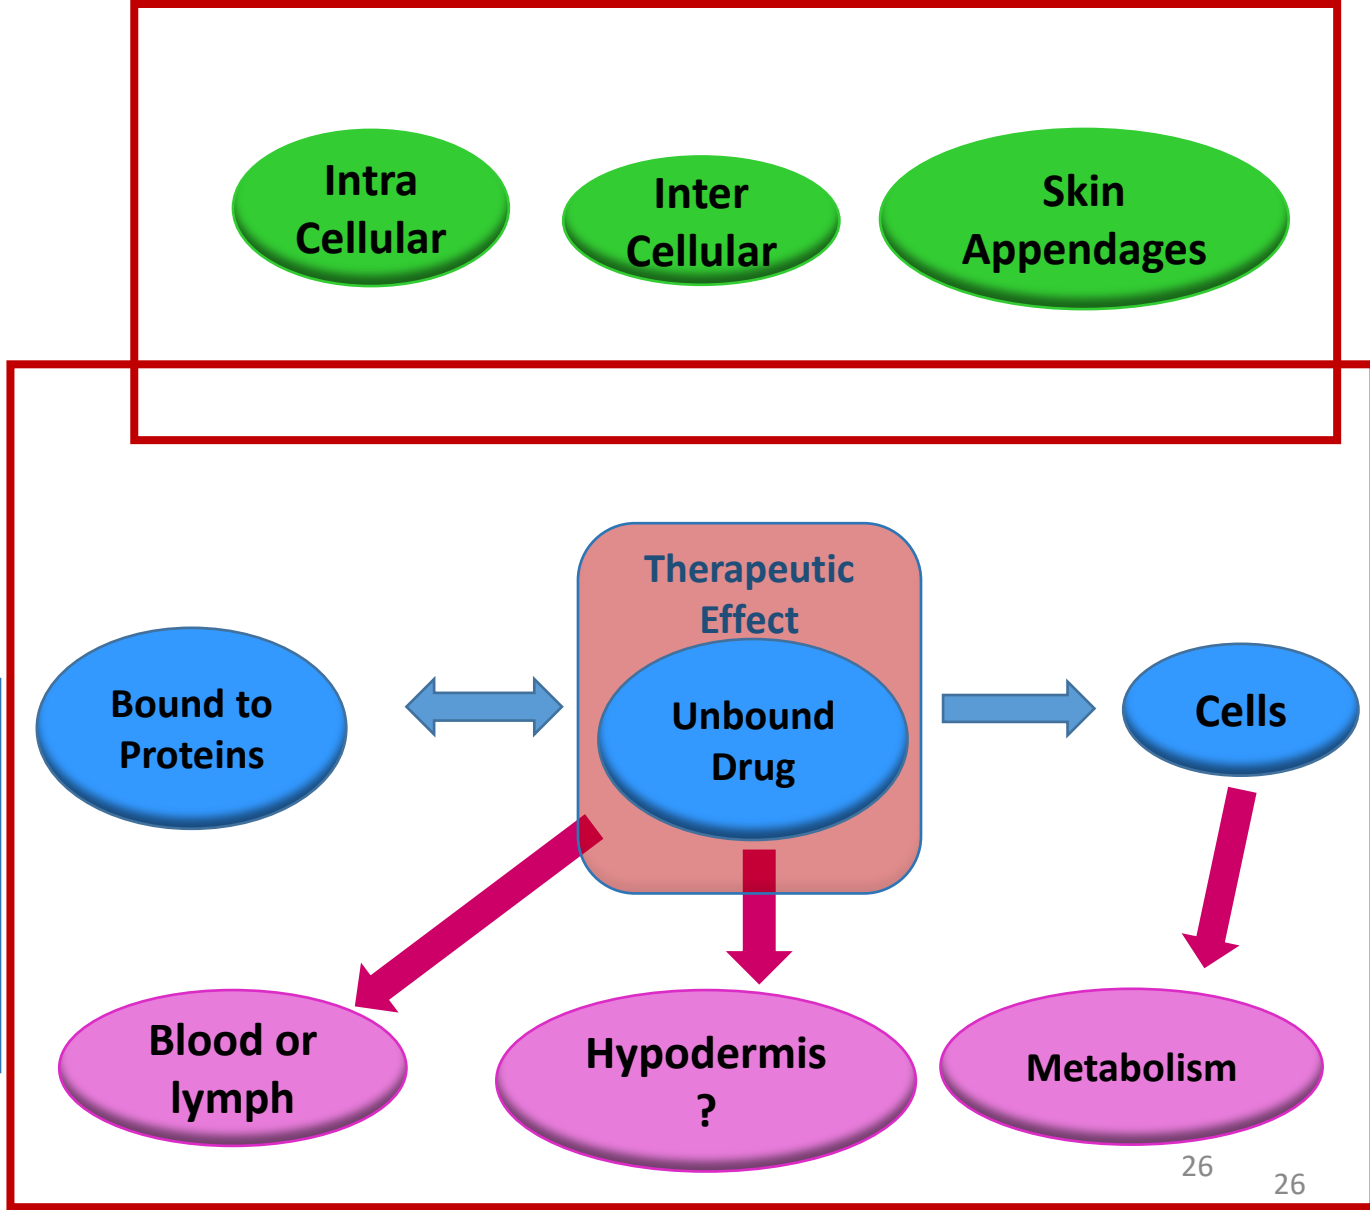 Intra
Cellular
Inter
Cellular
Skin
Appendages
Therapeutic
Effect
Bound to
Proteins
Unbound
Drug
Cells
Blood or
lymph
Hypodermis
?
Metabolism
26
26